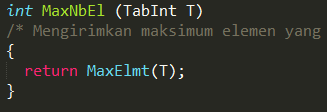 int MaxNbEl (TabInt T)
/* Mengirimkan maksimum elemen yang
{
return MaxElmt(T);
}